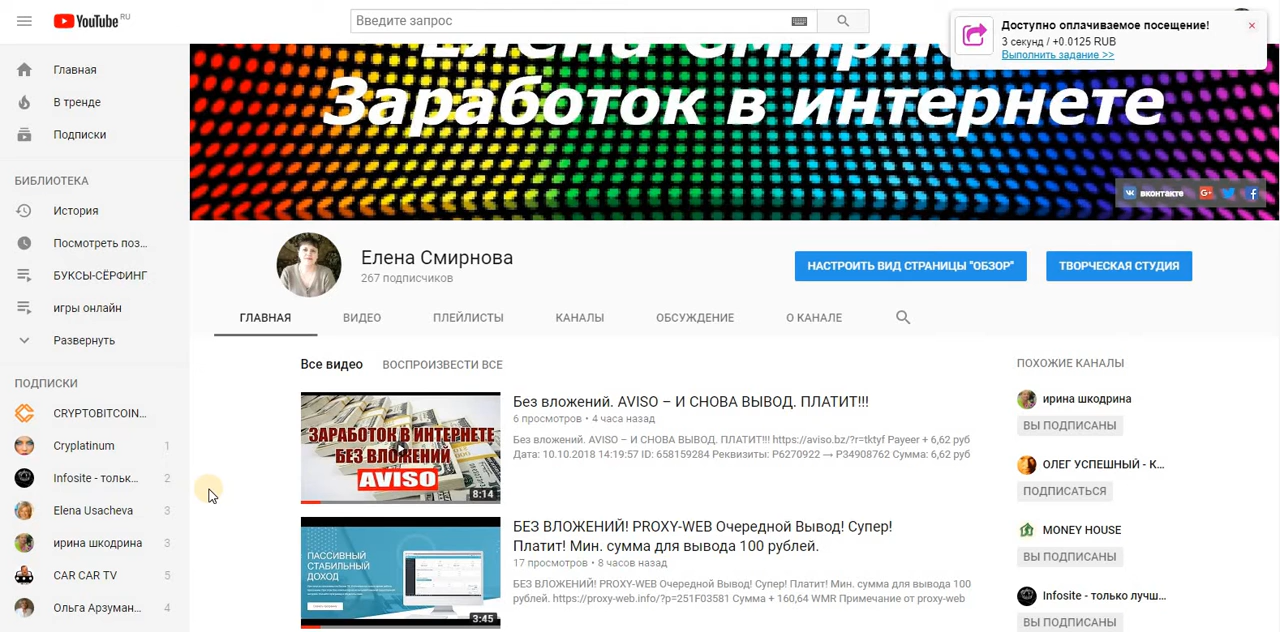 YouTube RU
Введите запрос
Доступно оплачиваемое посещение!
3 секунд / +0.0125 RUB
Выполнить задание >>
Елена Смирнова
Заработок в интернете
вконтакте
G+
Главная
В тренде
Подписки
БИБЛИОТЕКА
История
Посмотреть поз...
БУКСЫ-СЁРФИНГ
игры онлайн
Развернуть
ПОДПИСКИ
CRYPTOBITCOIN...
Cryplatinum 1
Infosite - тольк... 2
Elena Usacheva 3
ирина шкодрина 3
CAR CAR TV 5
Ольга Арзуман... 4
Елена Смирнова
267 подписчиков
НАСТРОИТЬ ВИД СТРАНИЦЫ "ОБЗОР"
ТВОРЧЕСКАЯ СТУДИЯ
ГЛАВНАЯ ВИДЕО ПЛЕЙЛИСТЫ КАНАЛЫ ОБСУЖДЕНИЕ О КАНАЛЕ
Все видео ВОСПРОИЗВЕСТИ ВСЕ
ЗАРАБОТОК В ИНТЕРНЕТЕ
БЕЗ ВЛОЖЕНИЙ
AVISO
8:14
Без вложений. AVISO – И СНОВА ВЫВОД. ПЛАТИТ!!!
6 просмотров • 4 часа назад
Без вложений. AVISO – И СНОВА ВЫВОД. ПЛАТИТ!!! https://aviso.bz/?r=tktyf Payeer + 6,62 руб
Дата: 10.10.2018 14:19:57 ID: 658159284 Реквизиты: P6270922 → P34908762 Сумма: 6,62 руб
ПАССИВНЫЙ
СТАБИЛЬНЫЙ
ДОХОД
3:45
БЕЗ ВЛОЖЕНИЙ! PROXY-WEB Очередной Вывод! Супер!
Платит! Мин. сумма для вывода 100 рублей.
17 просмотров • 8 часов назад
БЕЗ ВЛОЖЕНИЙ! PROXY-WEB Очередной Вывод! Супер! Платит! Мин. сумма для вывода 100
рублей. https://proxy-web.info/?p=251F03581 Сумма + 160,64 WMR Примечание от proxy-web
ПОХОЖИЕ КАНАЛЫ
ирина шкодрина
ВЫ ПОДПИСАНЫ
ОЛЕГ УСПЕШНЫЙ - К...
ПОДПИСАТЬСЯ
MONEY HOUSE
ВЫ ПОДПИСАНЫ
Infosite - только лучш...
ВЫ ПОДПИСАНЫ